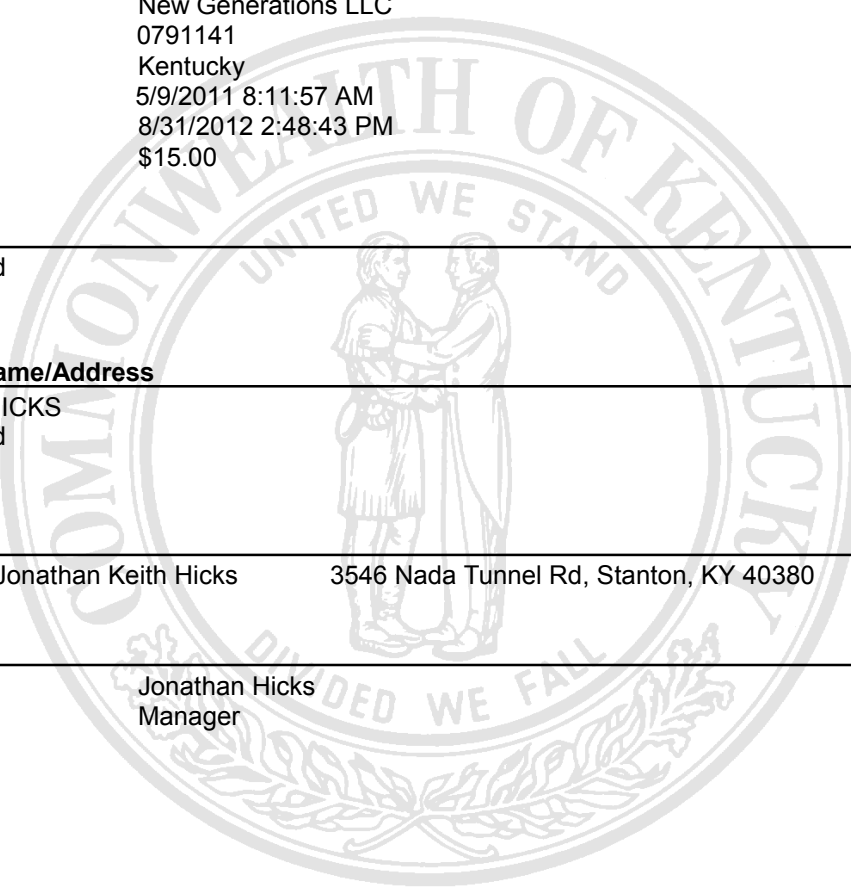 New Generations LLC
0791141
Kentucky
5/9/2011 8:11:57 AM
8/31/2012 2:48:43 PM
$15.00
d
ame/Address
ICKS
d
Jonathan Keith Hicks 3546 Nada Tunnel Rd, Stanton, KY 40380
Jonathan Hicks
Manager
COMMONWEALTH OF KENTUCKY
UNITED WE STAND
DIVIDED WE FALL